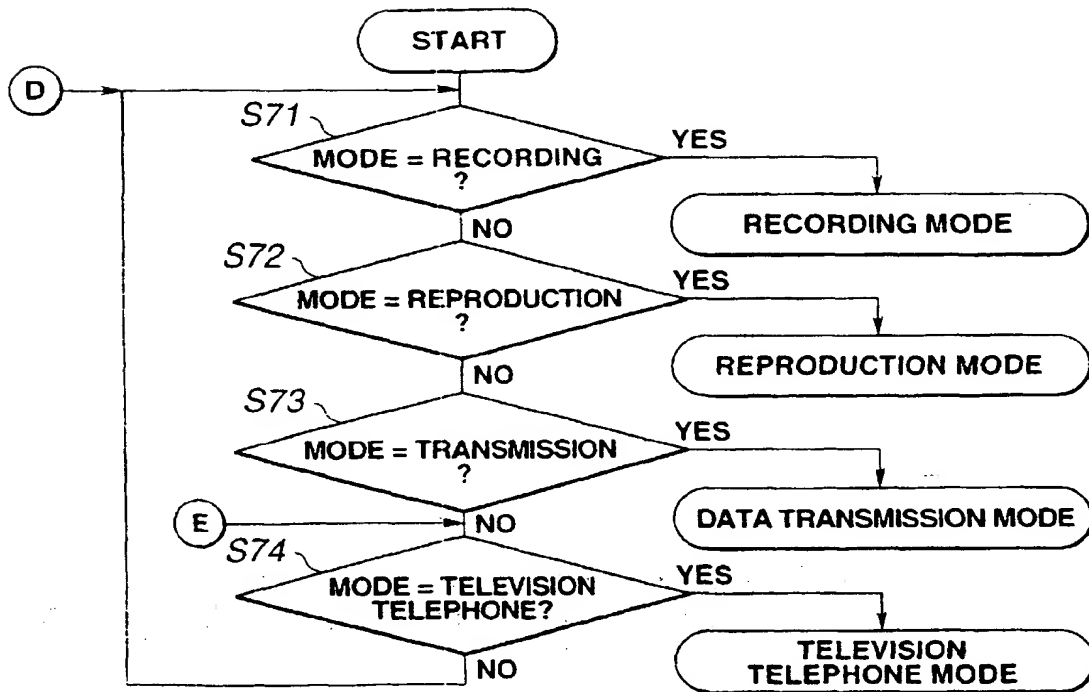 START
D
S71
MODE = RECORDING
?
YES
RECORDING MODE
NO
S72
MODE = REPRODUCTION
?
YES
REPRODUCTION MODE
NO
S73
MODE = TRANSMISSION
?
YES
DATA TRANSMISSION MODE
NO
E
S74
MODE = TELEVISION
TELEPHONE?
YES
TELEVISION
TELEPHONE MODE
NO